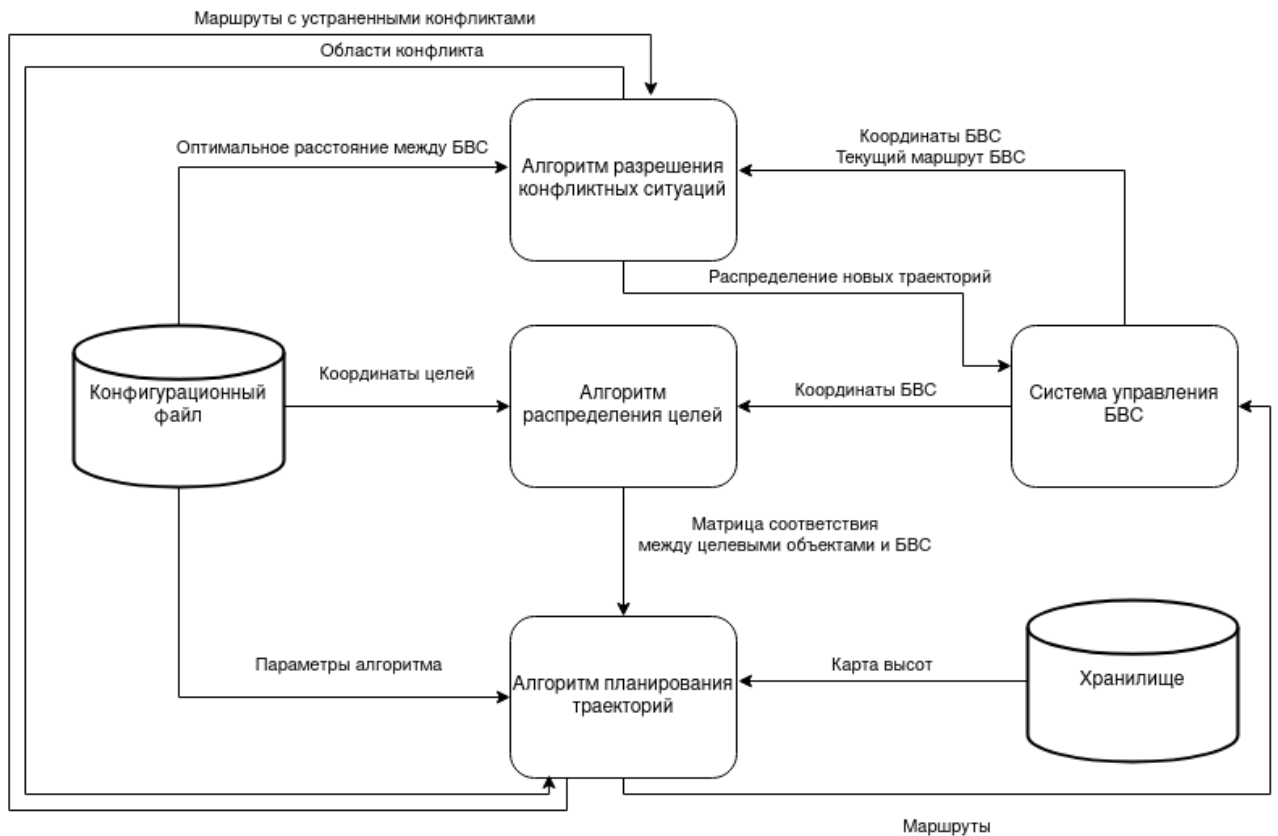 Маршруты с устраненными конфликтами
Области конфликта
Оптимальное расстояние между БВС
Алгоритм разрешения
конфликтных ситуаций
Координаты БВС
Текущий маршрут БВС
Распределение новых траекторий
Конфигурационный
файл
Координаты целей
Алгоритм
распределения целей
Координаты БВС
Система управления
БВС
Матрица соответствия
между целевыми объектами и БВС
Параметры алгоритма
Алгоритм планирования
траекторий
Карта высот
Хранилище
Маршруты